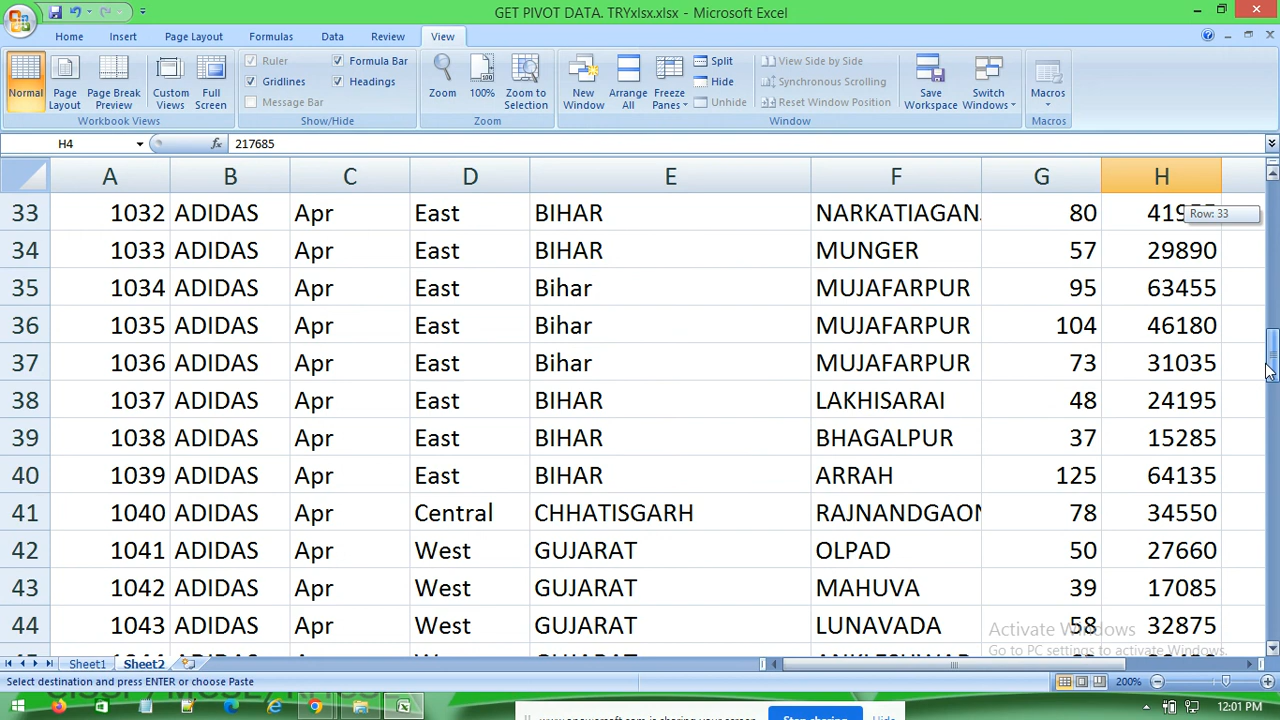 GET PIVOT DATA. TRYxlsx.xlsx - Microsoft Excel
Home Insert Page Layout Formulas Data Review View
Normal Page Layout Page Break Preview Custom Views Full Screen
Workbook Views
Ruler Formula Bar
Gridlines Headings
Message Bar
Show/Hide
Zoom 100% Zoom to Selection
Zoom
New Window Arrange All Freeze Panes
Split
Hide
Unhide
View Side by Side
Synchronous Scrolling
Reset Window Position
Save Workspace Switch Windows
Window
Macros
Macros
H4 fx 217685
A B C D E F G H
33 1032 ADIDAS Apr East BIHAR NARKATIAGAN 80
Row: 33
34 1033 ADIDAS Apr East BIHAR MUNGER 57 29890
35 1034 ADIDAS Apr East Bihar MUJAFARPUR 95 63455
36 1035 ADIDAS Apr East Bihar MUJAFARPUR 104 46180
37 1036 ADIDAS Apr East Bihar MUJAFARPUR 73 31035
38 1037 ADIDAS Apr East BIHAR LAKHISARAI 48 24195
39 1038 ADIDAS Apr East BIHAR BHAGALPUR 37 15285
40 1039 ADIDAS Apr East BIHAR ARRAH 125 64135
41 1040 ADIDAS Apr Central CHHATISGARH RAJNANDGAON 78 34550
42 1041 ADIDAS Apr West GUJARAT OLPAD 50 27660
43 1042 ADIDAS Apr West GUJARAT MAHUVA 39 17085
44 1043 ADIDAS Apr West GUJARAT LUNAVADA 58 32875
Activate Windows
Go to PC settings to activate Windows.
Sheet1 Sheet2
Select destination and press ENTER or choose Paste 200%
Stop sharing Hide
12:01 PM